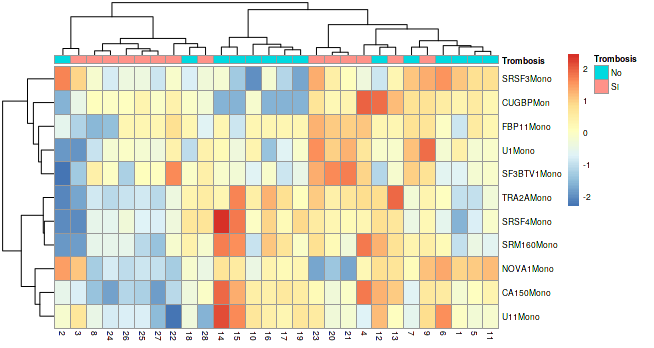 Trombosis
Trombosis
No
SI
SRSF3Mono
CUGBPMon
FBP11Mono
U1Mono
SF3BTV1Mono
TRA2AMono
SRSF4Mono
SRM160Mono
NOVA1Mono
CA150Mono
U11Mono
2
1
0
-1
-2
2 3 8 24 26 25 27 22 18 28 14 15 10 16 17 19 23 20 21 4 12 13 7 9 6 1 5 11